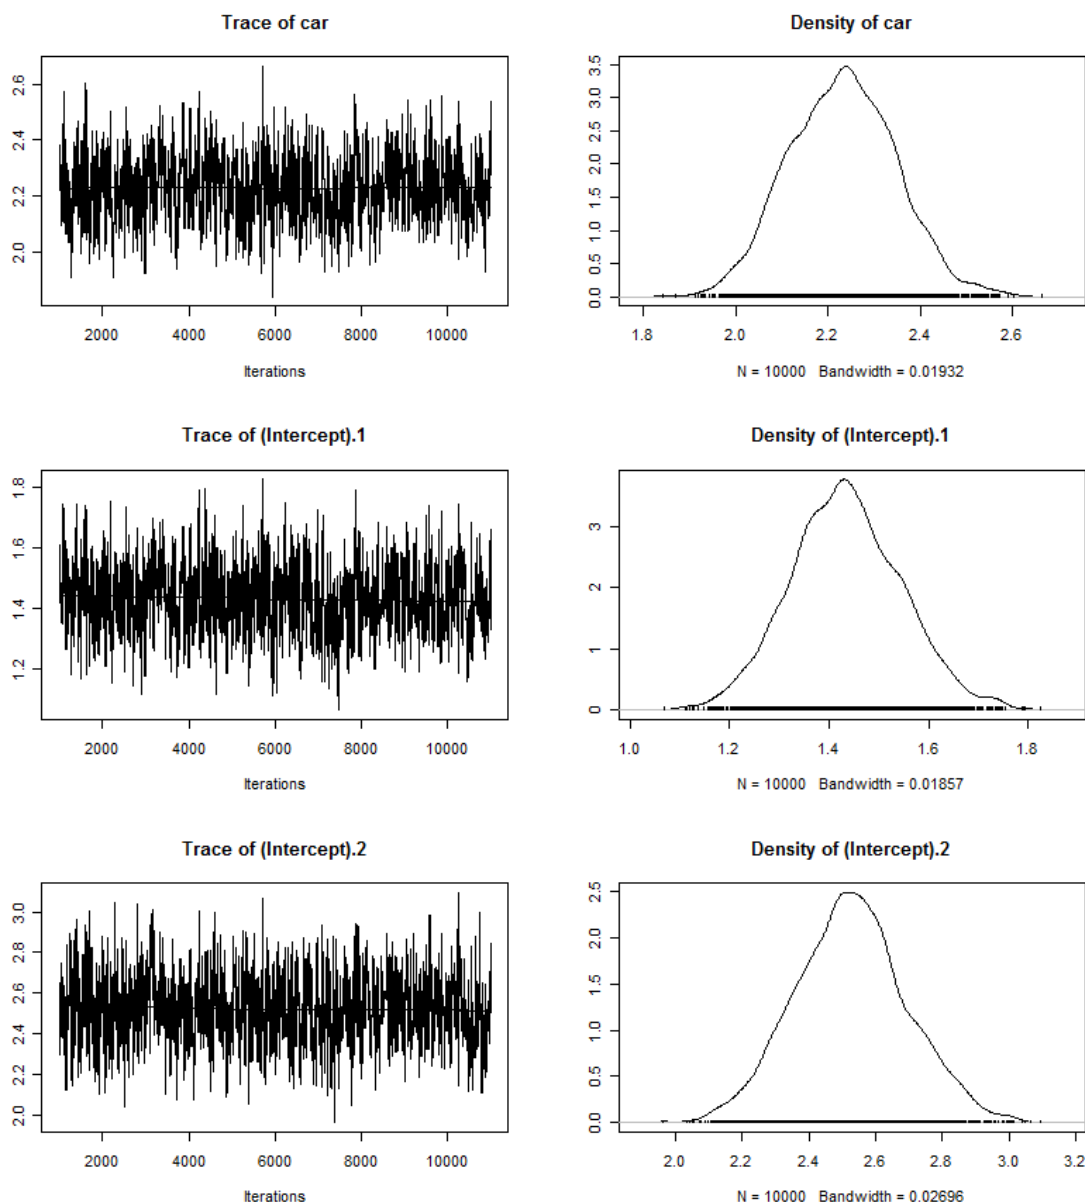 Trace of car
Density of car
2.0 2.2 2.4 2.6
2000 4000 6000 8000 10000
Iterations
0.0 0.5 1.0 1.5 2.0 2.5 3.0 3.5
1.8 2.0 2.2 2.4 2.6
N = 10000 Bandwidth = 0.01932
Trace of (Intercept).1
Density of (Intercept).1
1.2 1.4 1.6 1.8
2000 4000 6000 8000 10000
Iterations
0 1 2 3
1.0 1.2 1.4 1.6 1.8
N = 10000 Bandwidth = 0.01857
Trace of (Intercept).2
Density of (Intercept).2
2.0 2.2 2.4 2.6 2.8 3.0
2000 4000 6000 8000 10000
Iterations
0.0 0.5 1.0 1.5 2.0 2.5
2.0 2.2 2.4 2.6 2.8 3.0 3.2
N = 10000 Bandwidth = 0.02696